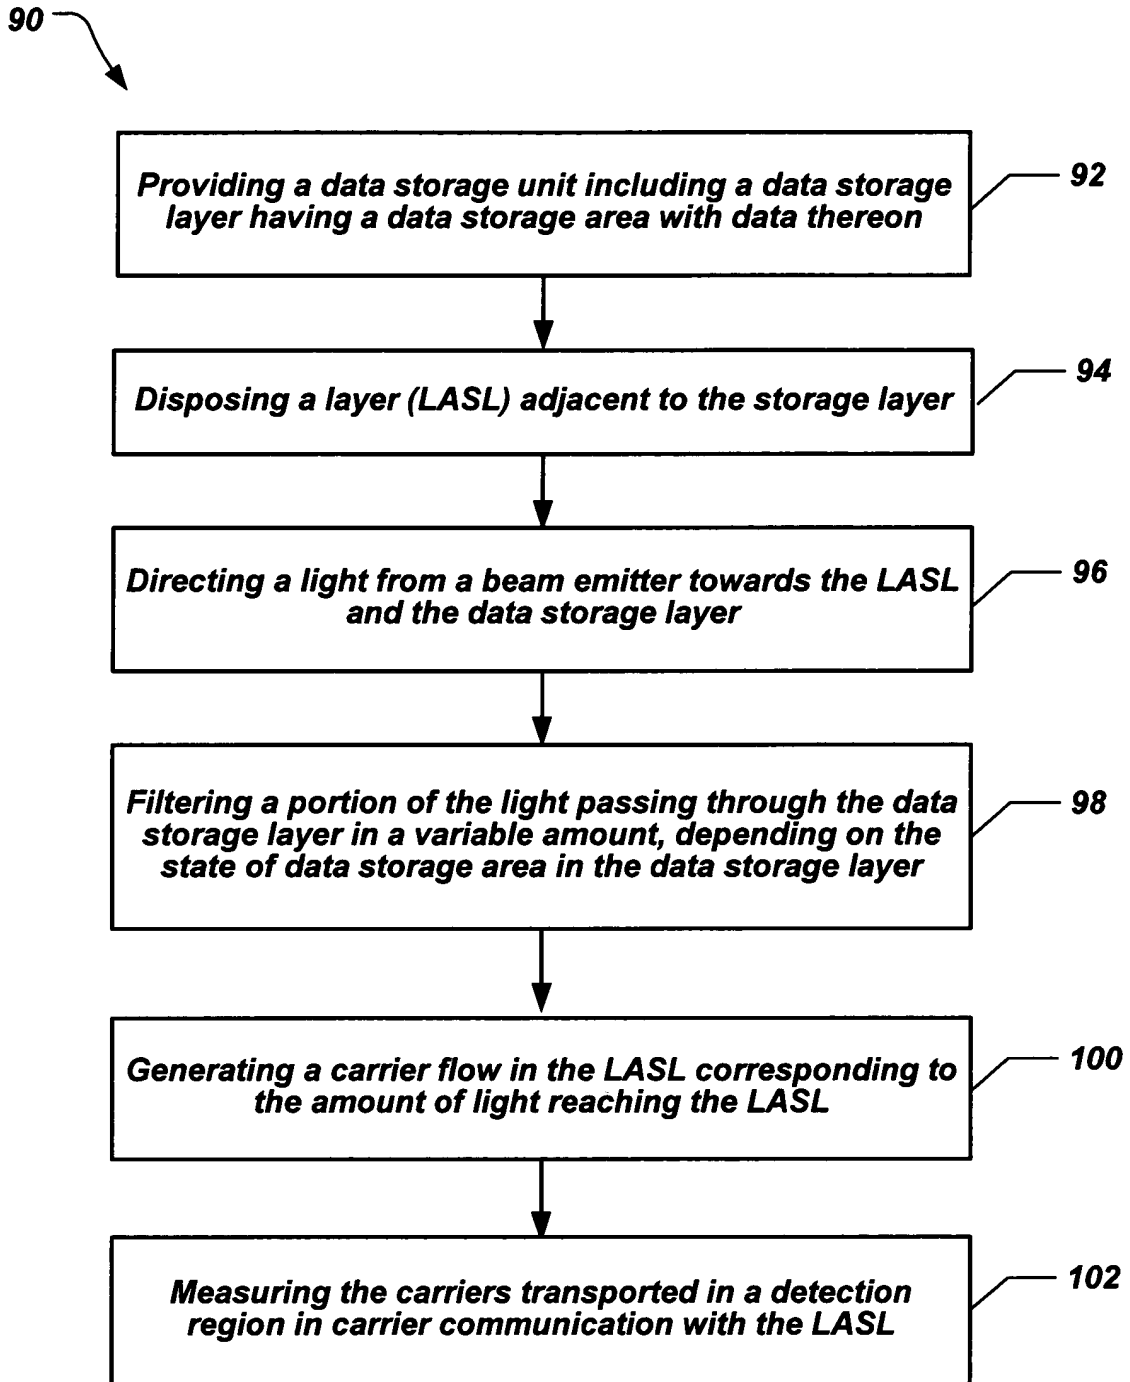 90
Providing a data storage unit including a data storage
layer having a data storage area with data thereon
92
Disposing a layer (LASL) adjacent to the storage layer
94
Directing a light from a beam emitter towards the LASL
and the data storage layer
96
Filtering a portion of the light passing through the data
storage layer in a variable amount, depending on the
state of data storage area in the data storage layer
98
Generating a carrier flow in the LASL corresponding to
the amount of light reaching the LASL
100
Measuring the carriers transported in a detection
region in carrier communication with the LASL
102